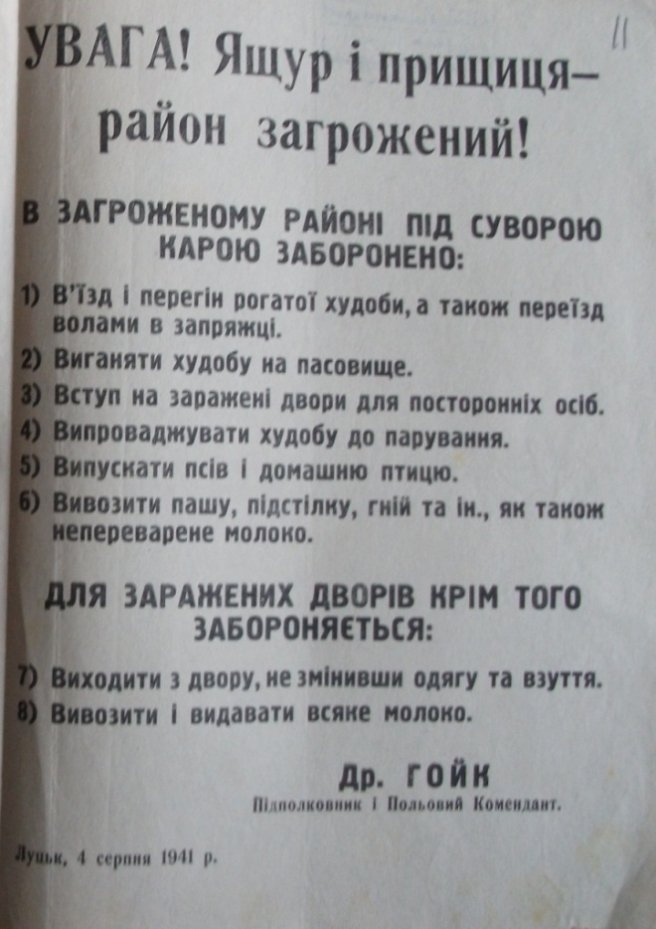 11
УВАГА! Ящур і прищиця–
район загрожений!
В ЗАГРОЖЕНОМУ РАЙОНІ ПІД СУВОРОЮ
КАРОЮ ЗАБОРОНЕНО:
1) В'їзд і перегін рогатої худоби, а також переїзд
волами в запряжці.
2) Виганяти худобу на пасовище.
3) Вступ на заражені двори для посторонніх осіб.
4) Випроваджувати худобу до парування.
5) Випускати псів і домашню птицю.
6) Вивозити пашу, підстілку, гній та ін., як також
непереварене молоко.
ДЛЯ ЗАРАЖЕНИХ ДВОРІВ КРІМ ТОГО
ЗАБОРОНЯЄТЬСЯ:
7) Виходити з двору, не змінивши одягу та взуття.
8) Вивозити і видавати всяке молоко.
Др. ГОЙК
Підполковник і Польовий Комендант.
Луцьк, 4 серпня 1941 р.